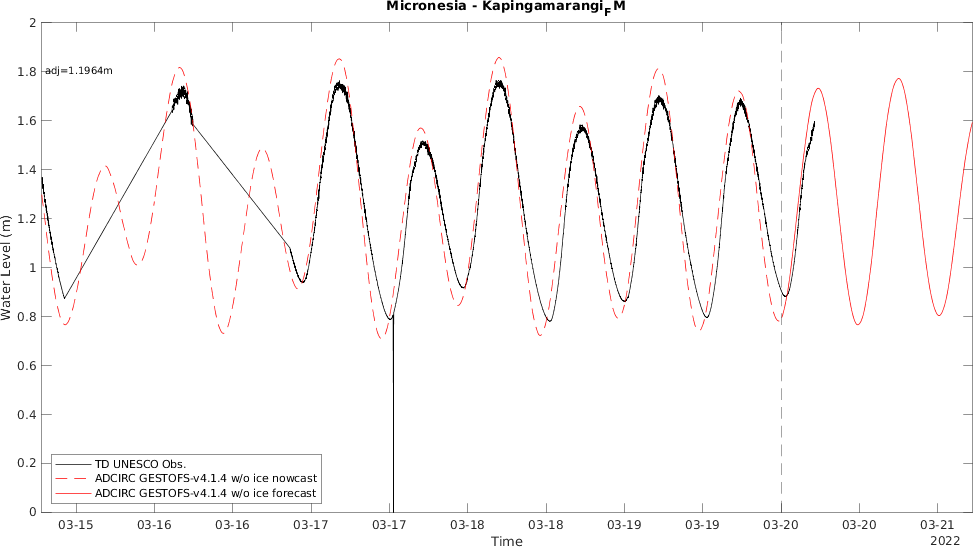 Micronesia - Kapingamarangi_FM
2
1.8
adj=1.1964m
1.6
1.4
1.2
1
0.8
0.6
0.4
0.2
0
Water Level (m)
TD UNESCO Obs.
ADCIRC GESTOFS-v4.1.4 w/o ice nowcast
ADCIRC GESTOFS-v4.1.4 w/o ice forecast
03-15 03-16 03-16 03-17 03-17 03-18 03-18 03-19 03-19 03-20 03-20 03-21
Time
2022